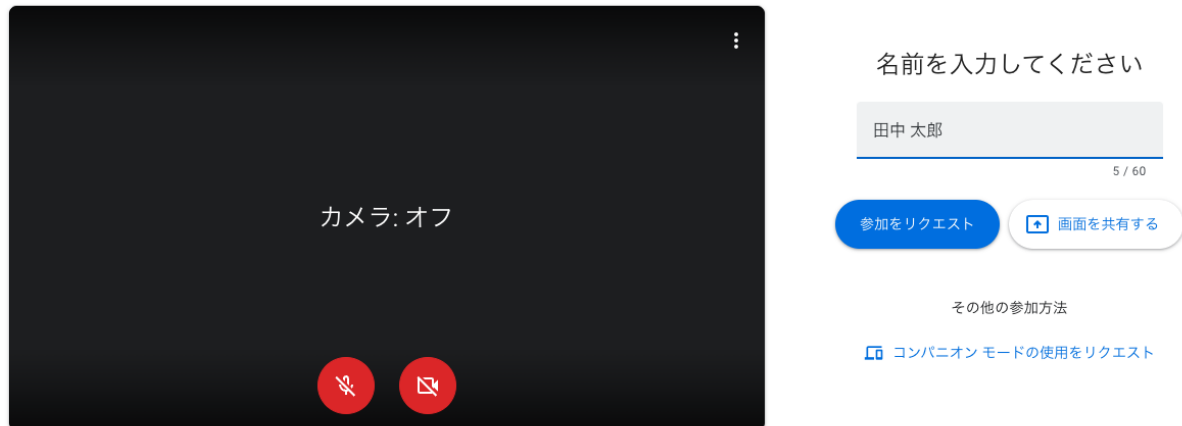 カメラ: オフ
名前を入力してください
田中 太郎
5 / 60
参加をリクエスト
画面を共有する
その他の参加方法
コンパニオン モードの使用をリクエスト